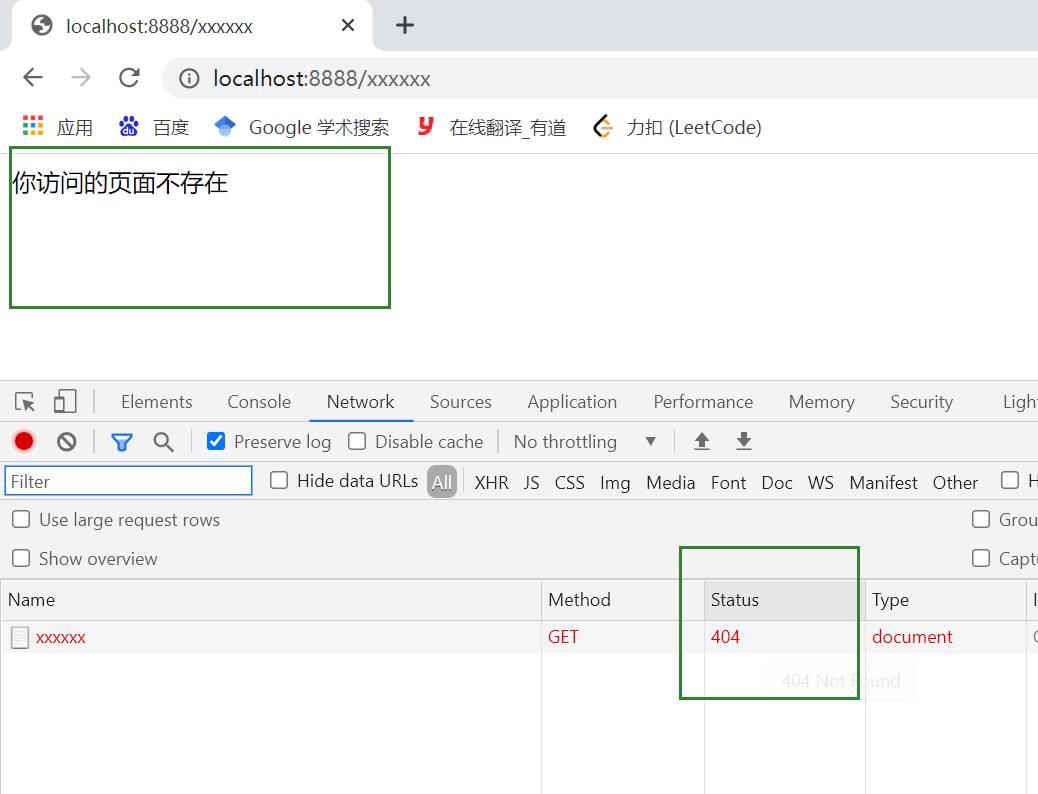 localhost:8888/xxxxxx
localhost:8888/xxxxxx
应用 百度 Google 学术搜索 在线翻译_有道 力扣 (LeetCode)
你访问的页面不存在
Elements Console Network Sources Application Performance Memory Security Ligh
Preserve log Disable cache No throttling
Filter Hide data URLs All XHR JS CSS Img Media Font Doc WS Manifest Other H
Use large request rows Grou
Show overview Capt
Name Method Status Type
xxxxxx GET 404 document
404 Not Found